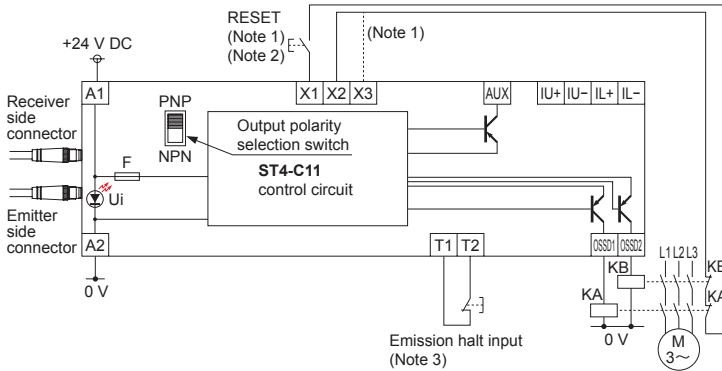 RESET
(Note 1)
(Note 2)
(Note 1)
+24 V DC
A1
X1
X2
X3
AUX
IU+
IU−
IL+
IL−
PNP
NPN
Receiver
side
connector
Output polarity
selection switch
ST4-C11
control circuit
F
Ui
Emitter
side
connector
A2
0 V
T1
T2
OSSD1
OSSD2
L1
L2
L3
KB
KA
KB
KA
0 V
M
3～
Emission halt input
(Note 3)